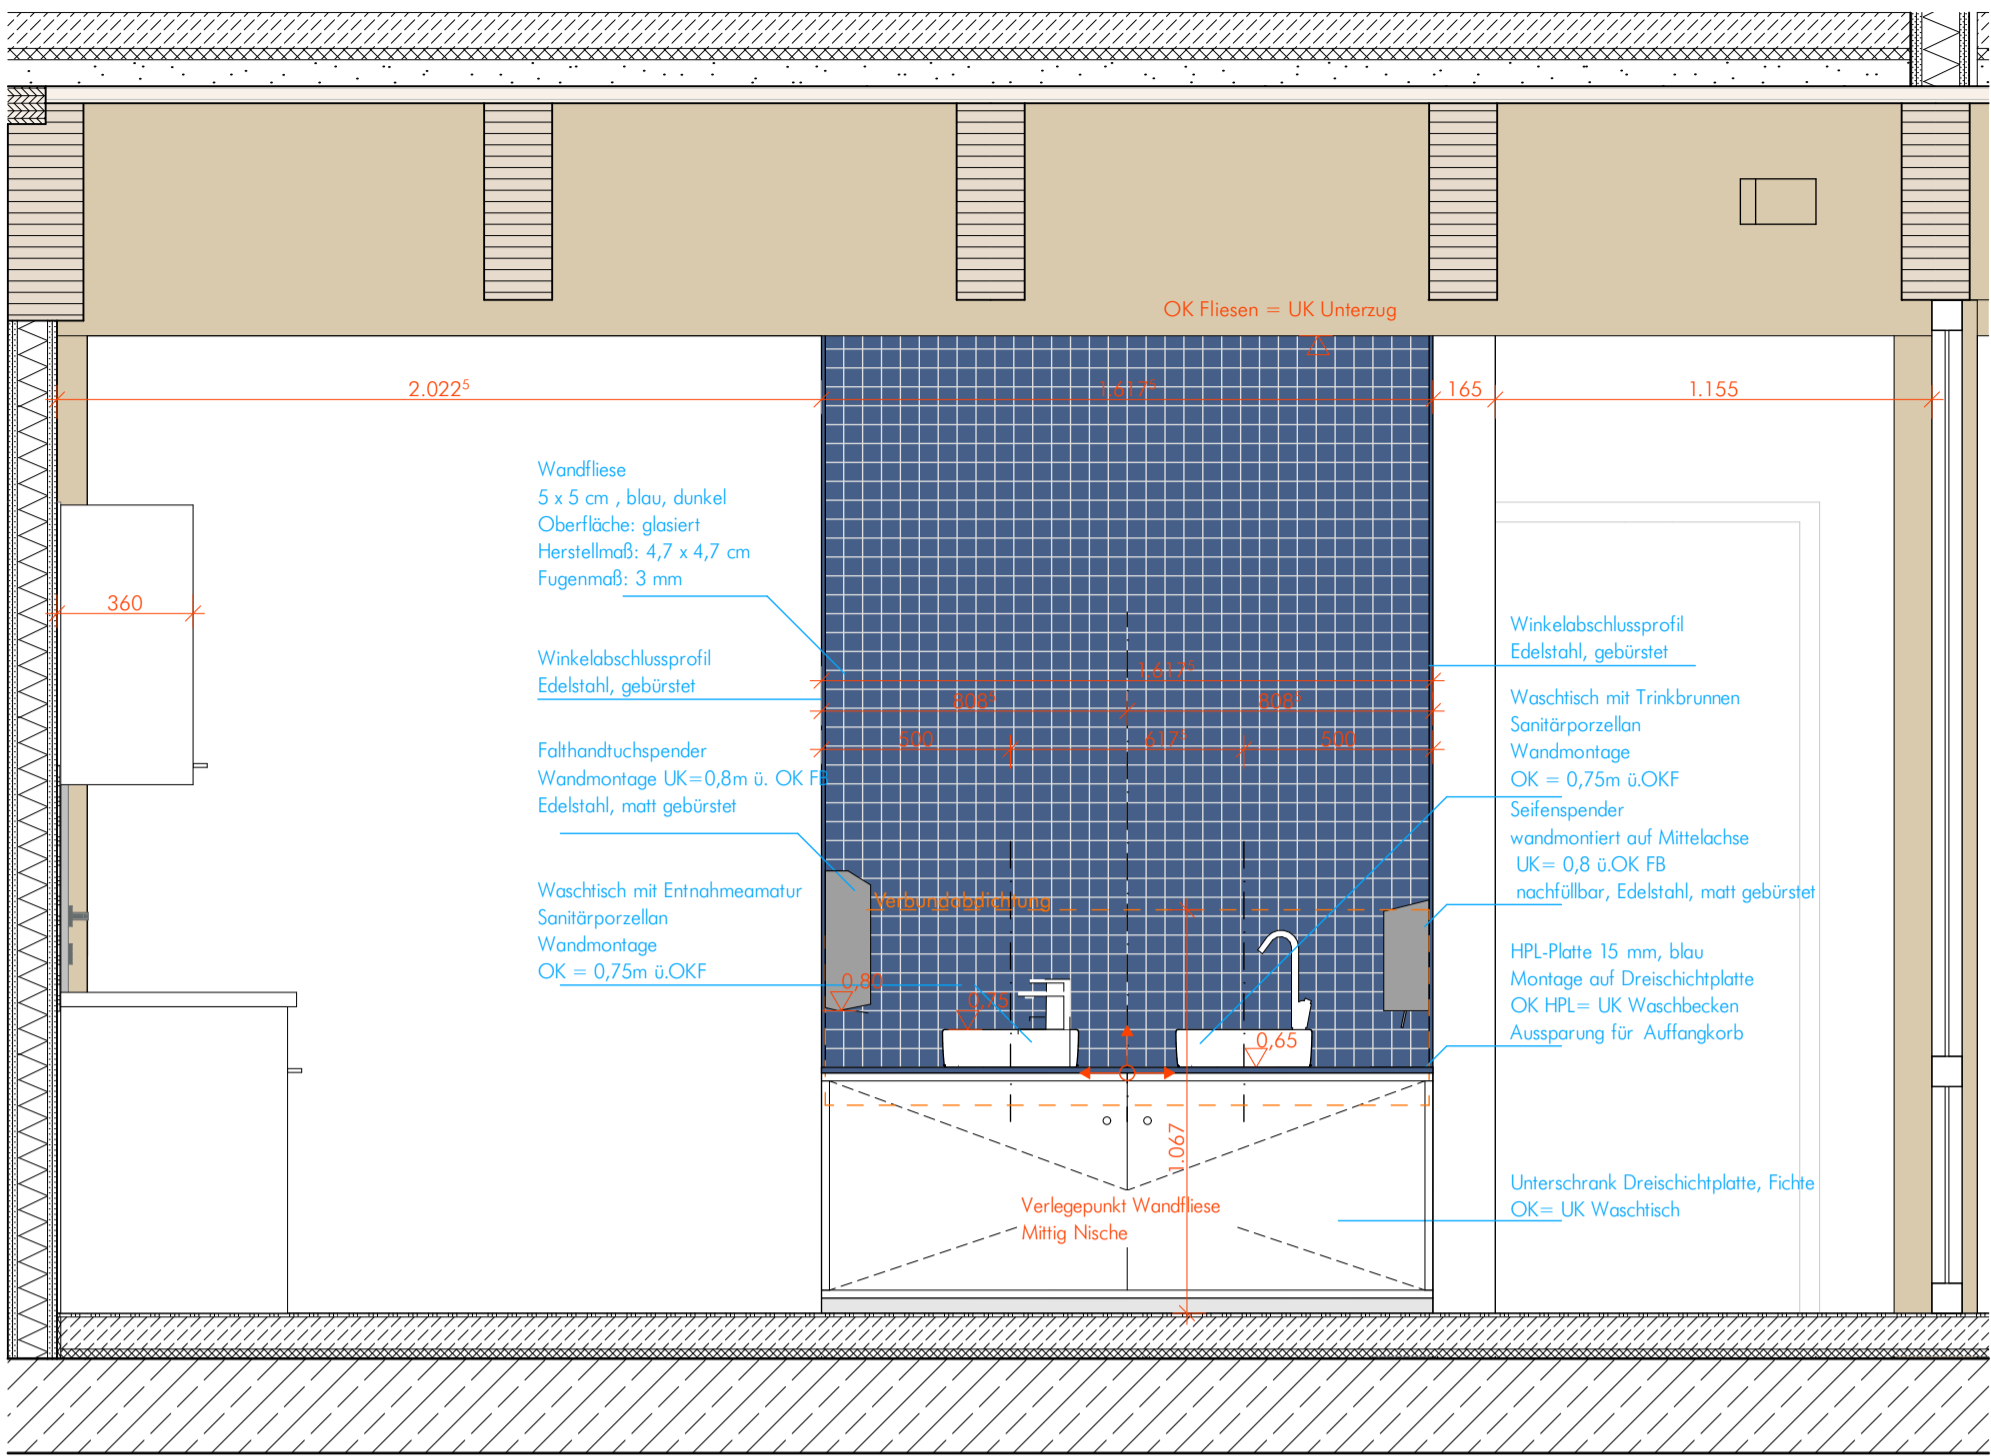 OK Fliesen = UK Unterzug
2.022⁵
1.617⁵
165
1.155
Wandfliese
5 x 5 cm , blau, dunkel
Oberfläche: glasiert
Herstellmaß: 4,7 x 4,7 cm
Fugenmaß: 3 mm
360
Winkelabschlussprofil
Edelstahl, gebürstet
Winkelabschlussprofil
Edelstahl, gebürstet
1.617⁵
808⁵
808⁵
500
617⁵
500
Falthandtuchspender
Wandmontage UK=0,8m ü. OK FB
Edelstahl, matt gebürstet
Waschtisch mit Trinkbrunnen
Sanitärporzellan
Wandmontage
OK = 0,75m ü.OKF
Seifenspender
wandmontiert auf Mittelachse
UK= 0,8 ü.OK FB
nachfüllbar, Edelstahl, matt gebürstet
Waschtisch mit Entnahmeamatur
Sanitärporzellan
Wandmontage
OK = 0,75m ü.OKF
Verbundabdichtung
0,80
0,75
0,65
HPL-Platte 15 mm, blau
Montage auf Dreischichtplatte
OK HPL= UK Waschbecken
Aussparung für Auffangkorb
1.067
Verlegepunkt Wandfliese
Mittig Nische
Unterschrank Dreischichtplatte, Fichte
OK= UK Waschtisch